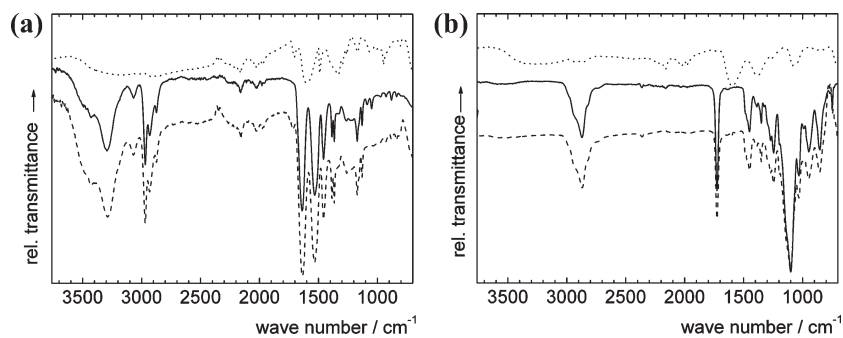 (a)
(b)
rel. transmittance →
rel. transmittance →
3500 3000 2500 2000 1500 1000
3500 3000 2500 2000 1500 1000
wave number / cm⁻¹
wave number / cm⁻¹